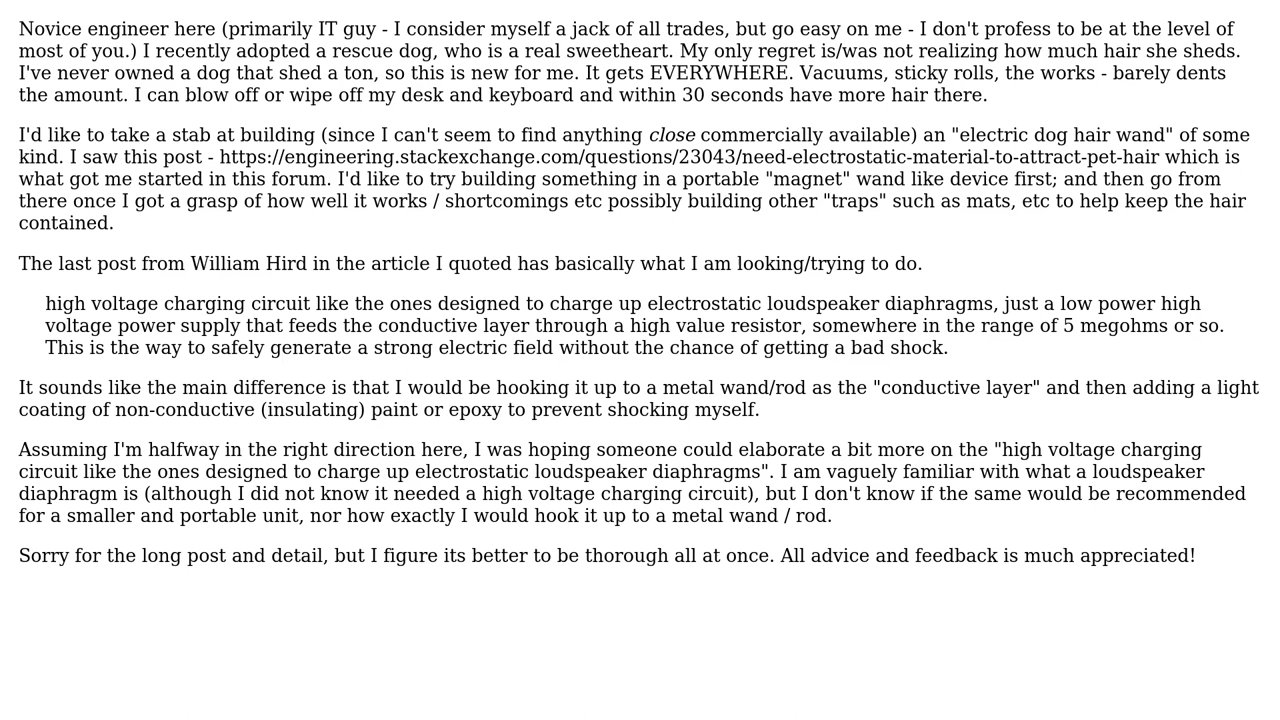 Novice engineer here (primarily IT guy - I consider myself a jack of all trades, but go easy on me - I don't profess to be at the level of
most of you.) I recently adopted a rescue dog, who is a real sweetheart. My only regret is/was not realizing how much hair she sheds.
I've never owned a dog that shed a ton, so this is new for me. It gets EVERYWHERE. Vacuums, sticky rolls, the works - barely dents
the amount. I can blow off or wipe off my desk and keyboard and within 30 seconds have more hair there.
I'd like to take a stab at building (since I can't seem to find anything close commercially available) an "electric dog hair wand" of some
kind. I saw this post - https://engineering.stackexchange.com/questions/23043/need-electrostatic-material-to-attract-pet-hair which is
what got me started in this forum. I'd like to try building something in a portable "magnet" wand like device first; and then go from
there once I got a grasp of how well it works / shortcomings etc possibly building other "traps" such as mats, etc to help keep the hair
contained.
The last post from William Hird in the article I quoted has basically what I am looking/trying to do.
high voltage charging circuit like the ones designed to charge up electrostatic loudspeaker diaphragms, just a low power high
voltage power supply that feeds the conductive layer through a high value resistor, somewhere in the range of 5 megohms or so.
This is the way to safely generate a strong electric field without the chance of getting a bad shock.
It sounds like the main difference is that I would be hooking it up to a metal wand/rod as the "conductive layer" and then adding a light
coating of non-conductive (insulating) paint or epoxy to prevent shocking myself.
Assuming I'm halfway in the right direction here, I was hoping someone could elaborate a bit more on the "high voltage charging
circuit like the ones designed to charge up electrostatic loudspeaker diaphragms". I am vaguely familiar with what a loudspeaker
diaphragm is (although I did not know it needed a high voltage charging circuit), but I don't know if the same would be recommended
for a smaller and portable unit, nor how exactly I would hook it up to a metal wand / rod.
Sorry for the long post and detail, but I figure its better to be thorough all at once. All advice and feedback is much appreciated!